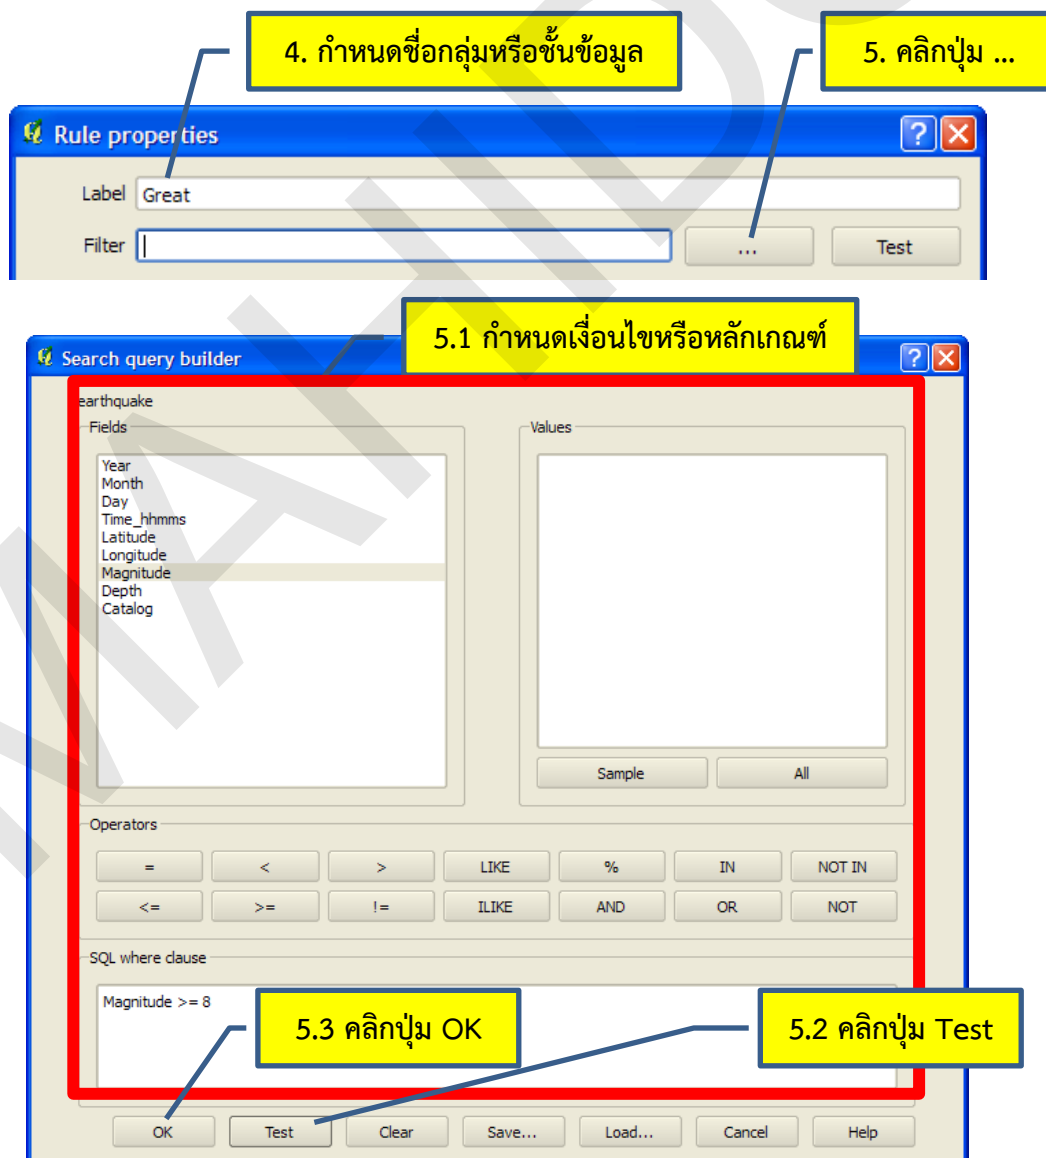 4. กำหนดชื่อกลุ่มหรือชั้นข้อมูล
5. คลิกปุ่ม ...
Rule properties
Label Great
Filter ... Test
5.1 กำหนดเงื่อนไขหรือหลักเกณฑ์
Search query builder
earthquake
Fields
Values
Year
Month
Day
Time_hhmms
Latitude
Longitude
Magnitude
Depth
Catalog
Sample All
Operators
= < > LIKE % IN NOT IN
<= >= != ILIKE AND OR NOT
SQL where clause
Magnitude >= 8
5.3 คลิกปุ่ม OK
5.2 คลิกปุ่ม Test
OK Test Clear Save... Load... Cancel Help
MAHID